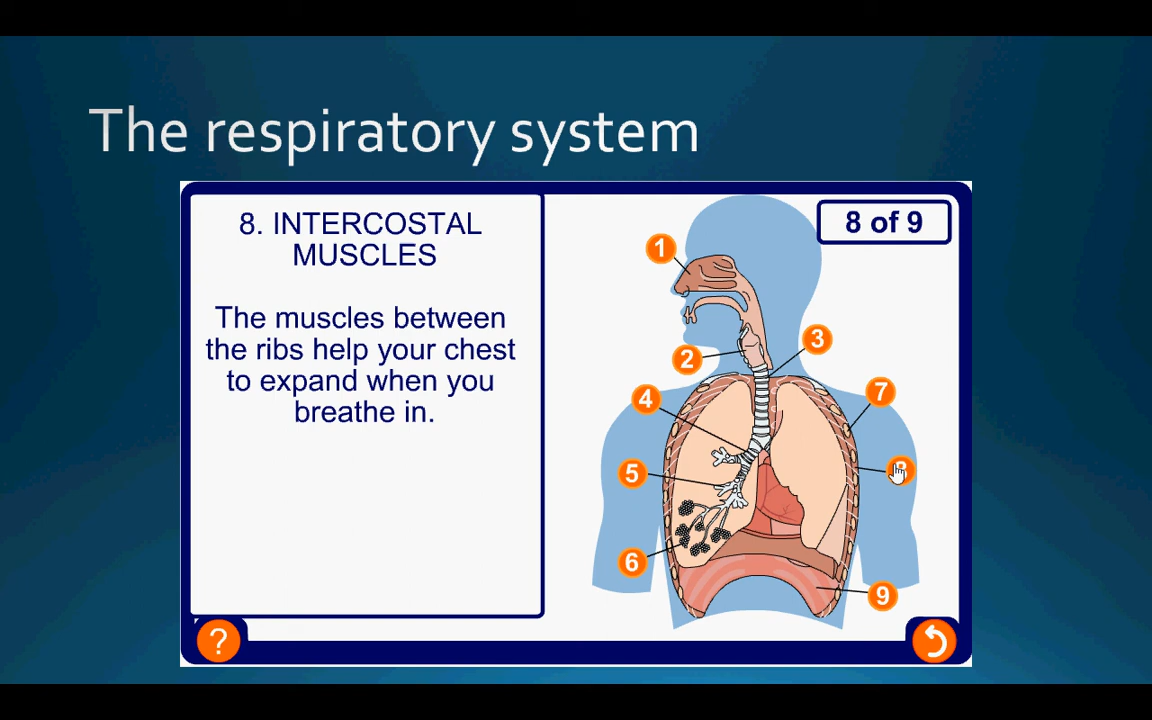 The respiratory system
8. INTERCOSTAL
MUSCLES
8 of 9
The muscles between
the ribs help your chest
to expand when you
breathe in.
1
2
3
4
7
5
6
9
?